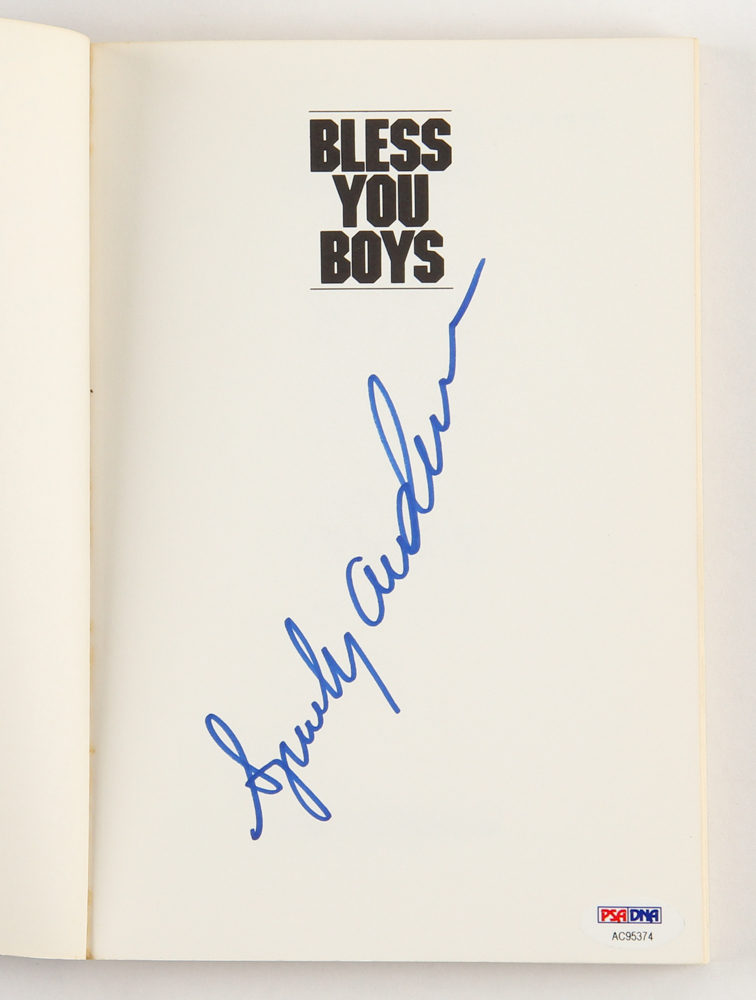 BLESS
YOU
BOYS
Sparky Anderson
PSA DNA
AC95374